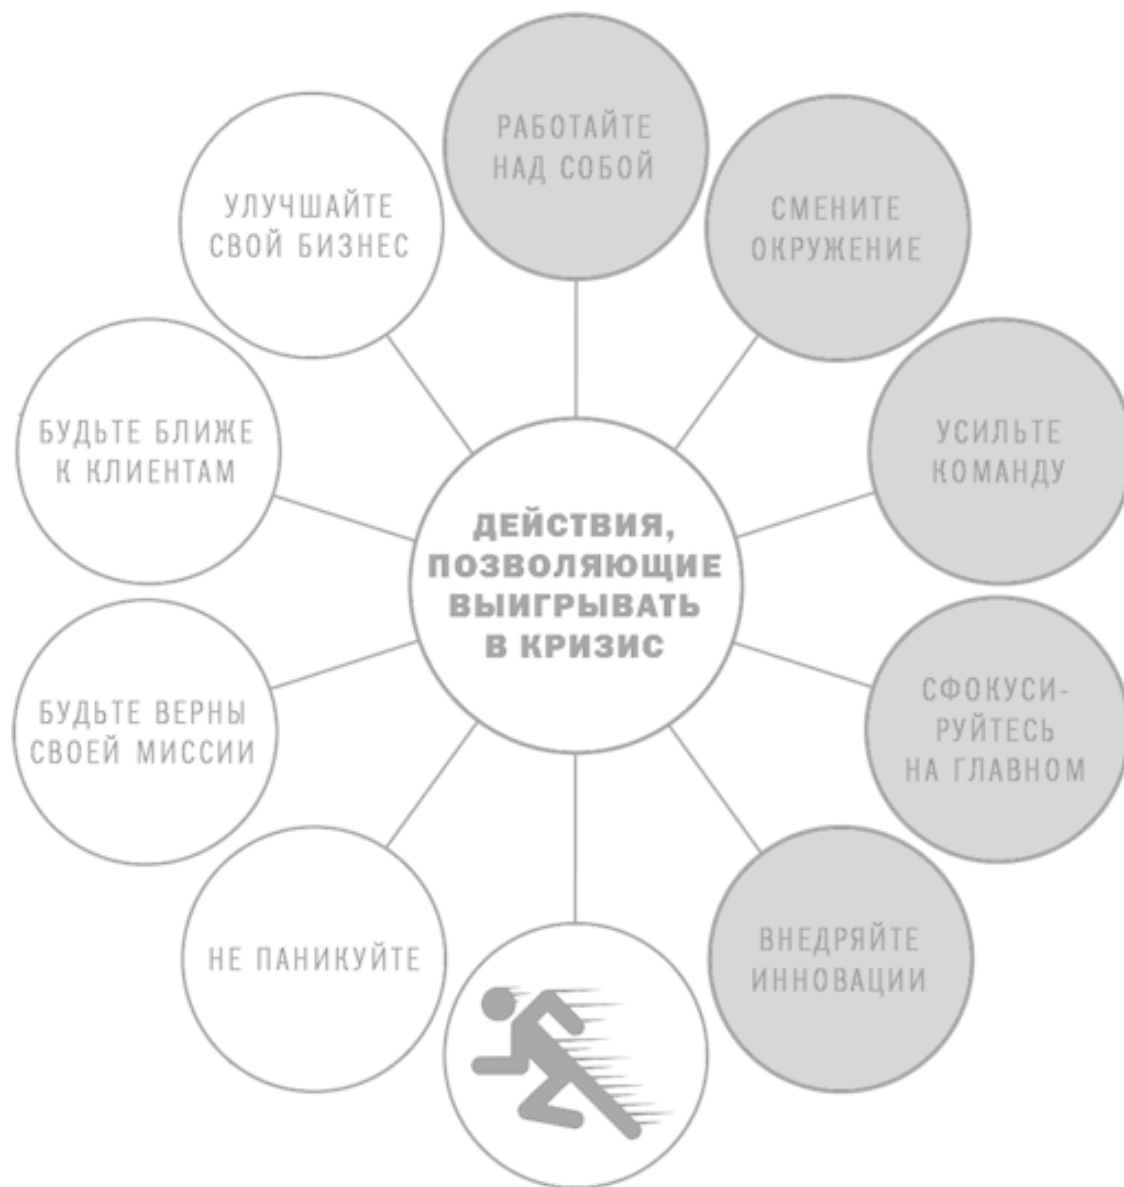 РАБОТАЙТЕ
НАД СОБОЙ
СМЕНИТЕ
ОКРУЖЕНИЕ
УСИЛЬТЕ
КОМАНДУ
СФОКУСИ-
РУЙТЕСЬ
НА ГЛАВНОМ
ВНЕДРЯЙТЕ
ИННОВАЦИИ
НЕ ПАНИКУЙТЕ
БУДЬТЕ ВЕРНЫ
СВОЕЙ МИССИИ
БУДЬТЕ БЛИЖЕ
К КЛИЕНТАМ
УЛУЧШАЙТЕ
СВОЙ БИЗНЕС
ДЕЙСТВИЯ,
ПОЗВОЛЯЮЩИЕ
ВЫИГРЫВАТЬ
В КРИЗИС